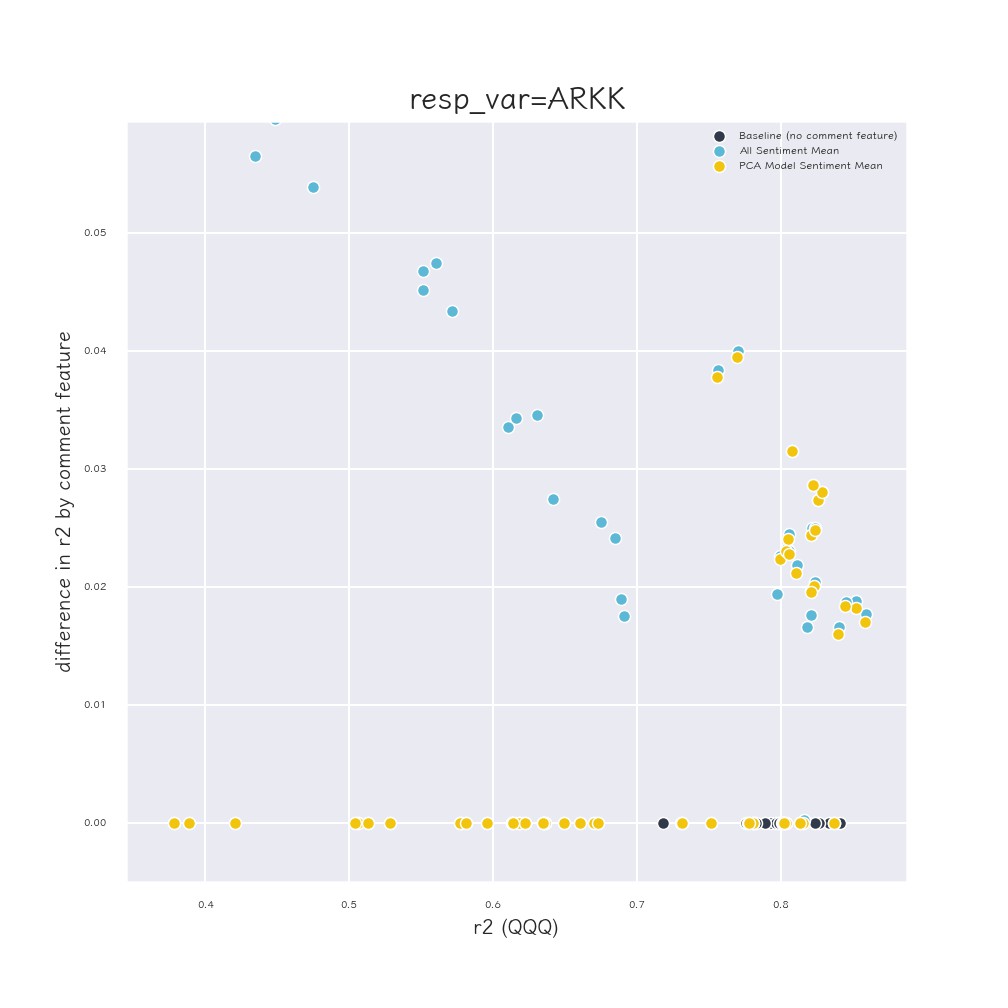 resp_var=ARKK
Baseline (no comment feature)
All Sentiment Mean
PCA Model Sentiment Mean
difference in r2 by comment feature
0.05
0.04
0.03
0.02
0.01
0.00
0.4
0.5
0.6
0.7
0.8
r2 (QQQ)